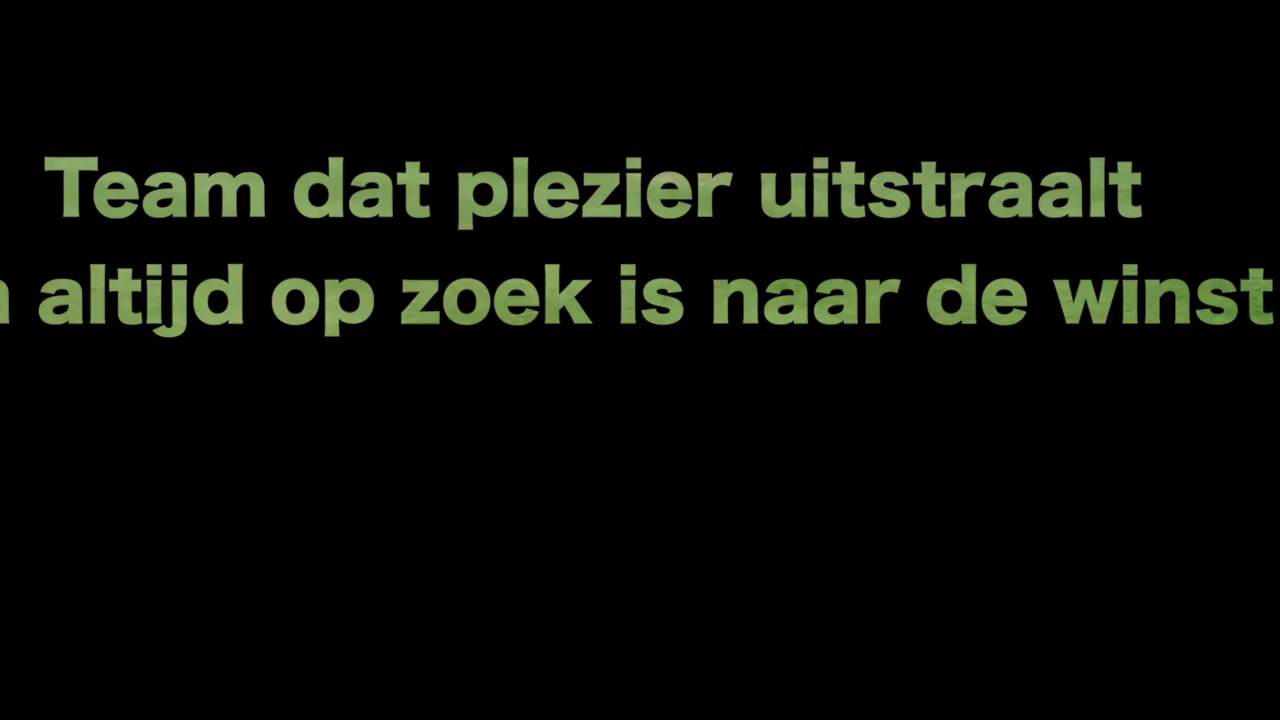 Team dat plezier uitstraalt
altijd op zoek is naar de winst